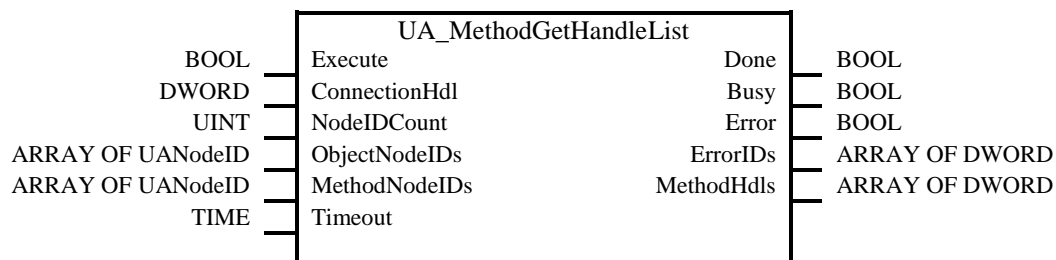 UA_MethodGetHandleList
BOOL Execute Done BOOL
DWORD ConnectionHdl Busy BOOL
UINT NodeIDCount Error BOOL
ARRAY OF UANodeID ObjectNodeIDs ErrorIDs ARRAY OF DWORD
ARRAY OF UANodeID MethodNodeIDs MethodHdls ARRAY OF DWORD
TIME Timeout